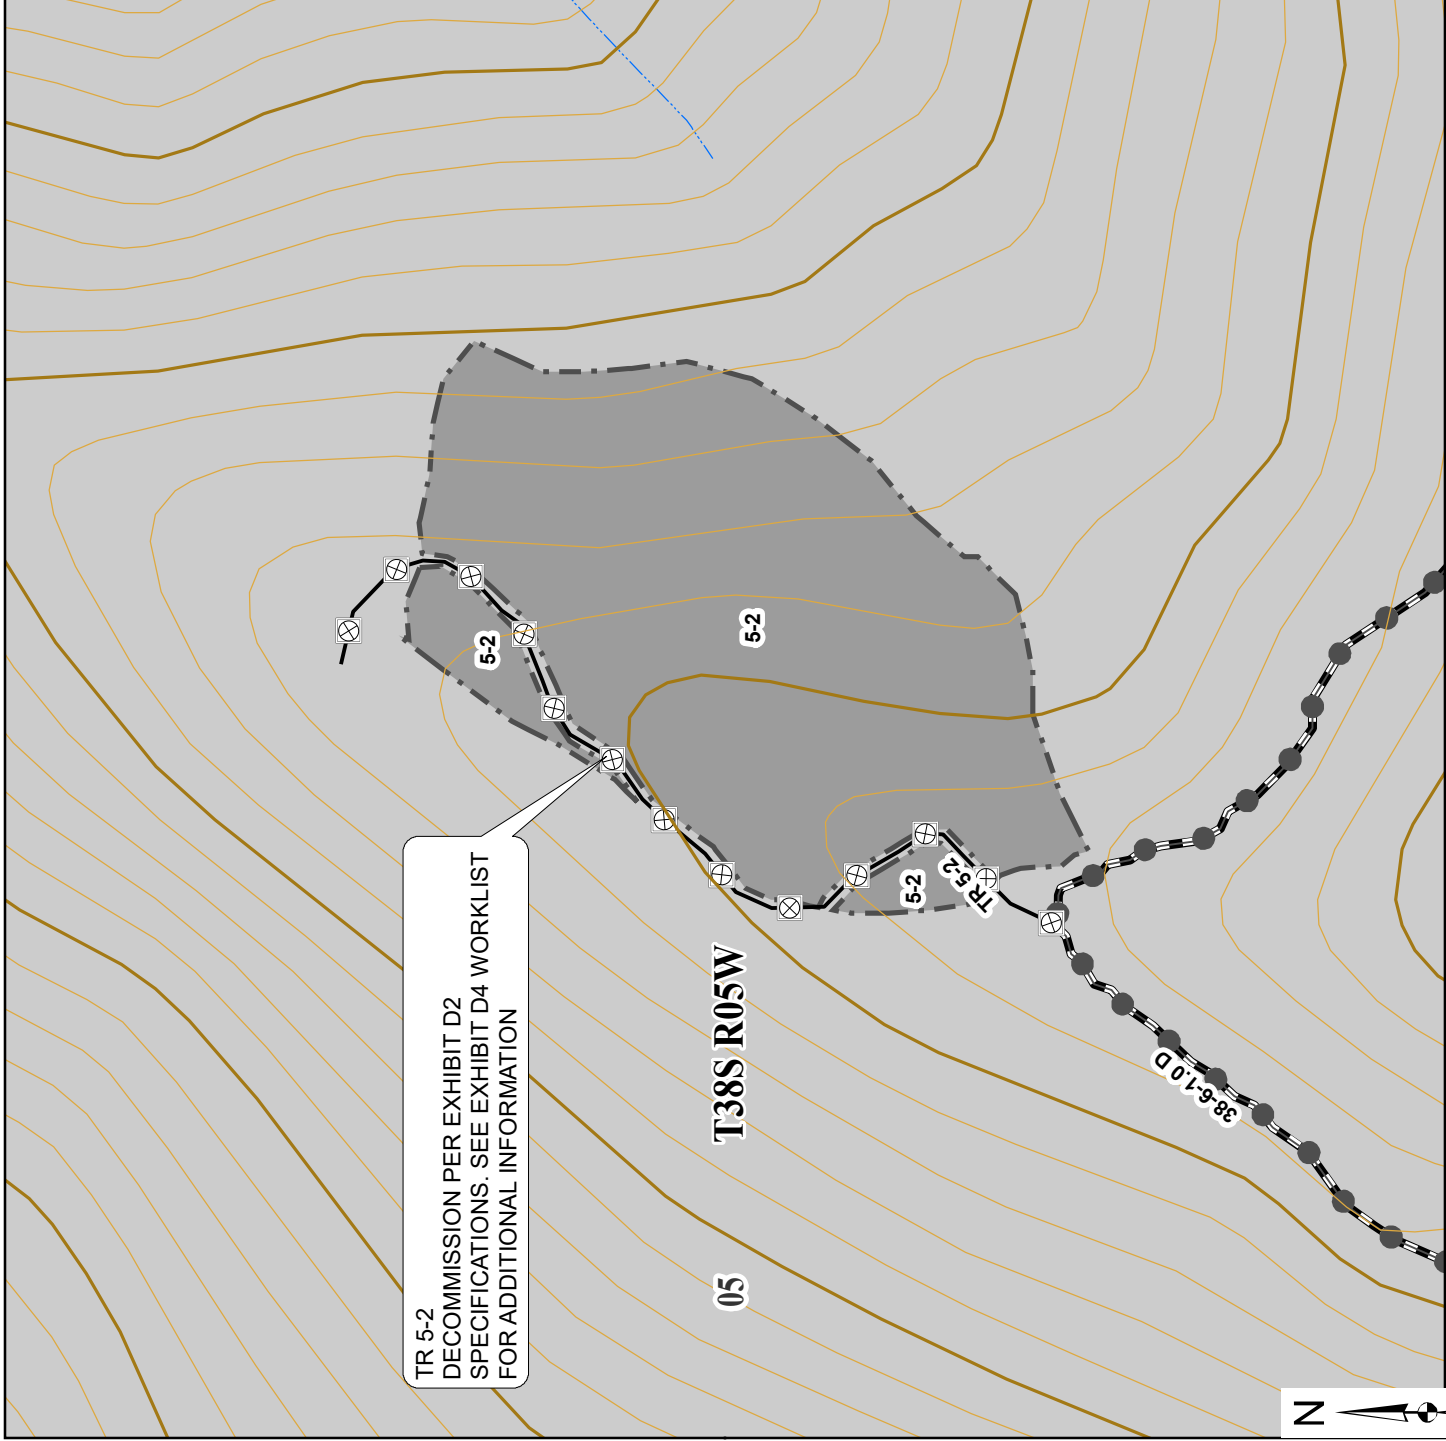 TR 5-2
DECOMMISSION PER EXHIBIT D2
SPECIFICATIONS. SEE EXHIBIT D4 WORKLIST
FOR ADDITIONAL INFORMATION
5-2
5-2
5-2
TR 5-2
T38S R05W
05
38-6-1.0 D
N